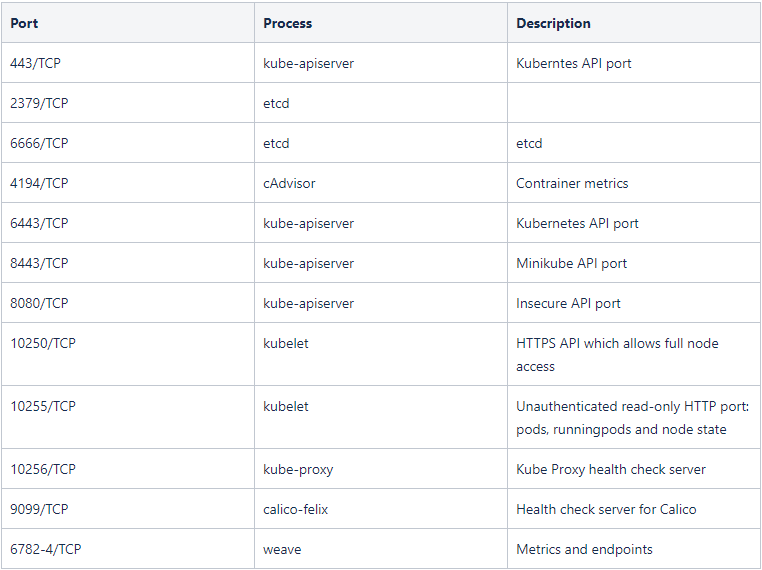 Port Process Description
443/TCP kube-apiserver Kuberntes API port
2379/TCP etcd
6666/TCP etcd etcd
4194/TCP cAdvisor Contrainer metrics
6443/TCP kube-apiserver Kubernetes API port
8443/TCP kube-apiserver Minikube API port
8080/TCP kube-apiserver Insecure API port
10250/TCP kubelet HTTPS API which allows full node
access
10255/TCP kubelet Unauthenticated read-only HTTP port:
pods, runningpods and node state
10256/TCP kube-proxy Kube Proxy health check server
9099/TCP calico-felix Health check server for Calico
6782-4/TCP weave Metrics and endpoints